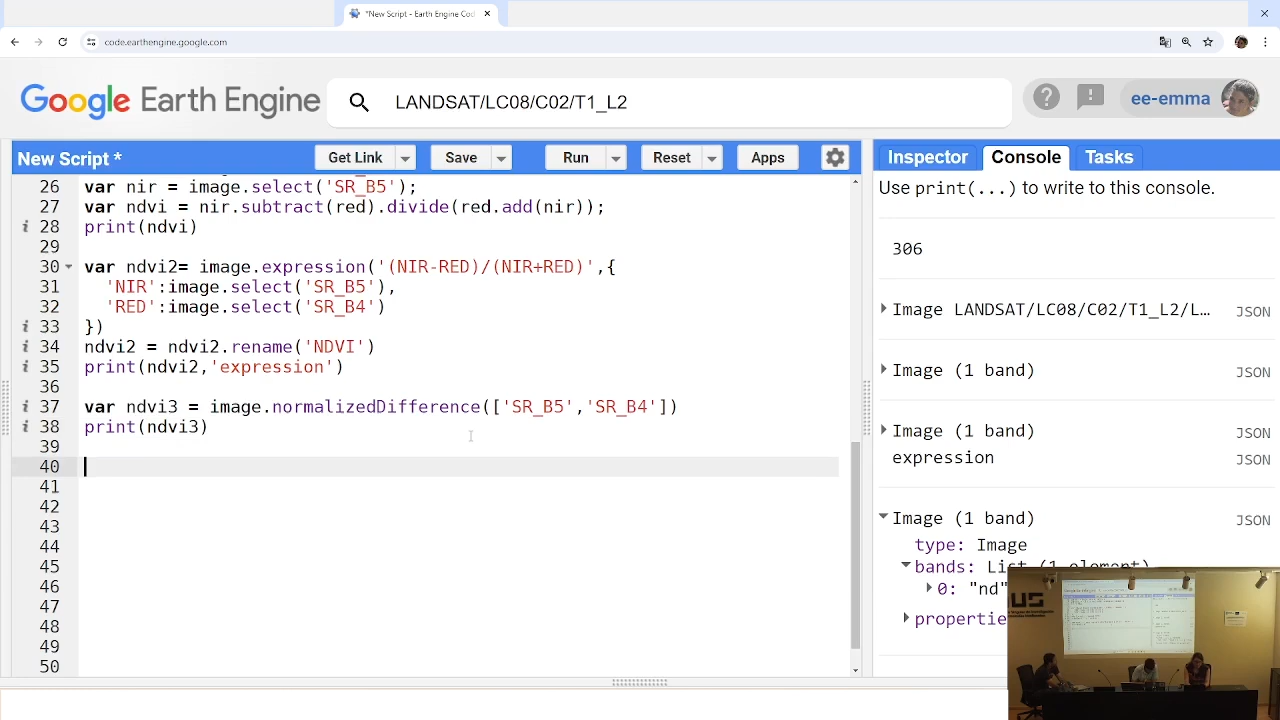 *New Script - Earth Engine Cod
code.earthengine.google.com
Google Earth Engine
LANDSAT/LC08/C02/T1_L2
ee-emma
New Script *
Get Link
Save
Run
Reset
Apps
Inspector
Console
Tasks
Use print(...) to write to this console.
26 var nir = image.select('SR_B5');
27 var ndvi = nir.subtract(red).divide(red.add(nir));
i 28 print(ndvi)
29
30 var ndvi2= image.expression('(NIR-RED)/(NIR+RED)',{
31 'NIR':image.select('SR_B5'),
32 'RED':image.select('SR_B4')
i 33 })
i 34 ndvi2 = ndvi2.rename('NDVI')
i 35 print(ndvi2,'expression')
36
i 37 var ndvi3 = image.normalizedDifference(['SR_B5','SR_B4'])
i 38 print(ndvi3)
39
40
41
42
43
44
45
46
47
48
49
50
306
Image LANDSAT/LC08/C02/T1_L2/L… JSON
Image (1 band) JSON
Image (1 band) JSON
expression JSON
Image (1 band) JSON
type: Image
bands: List (1 element)
0: "nd"
propertie